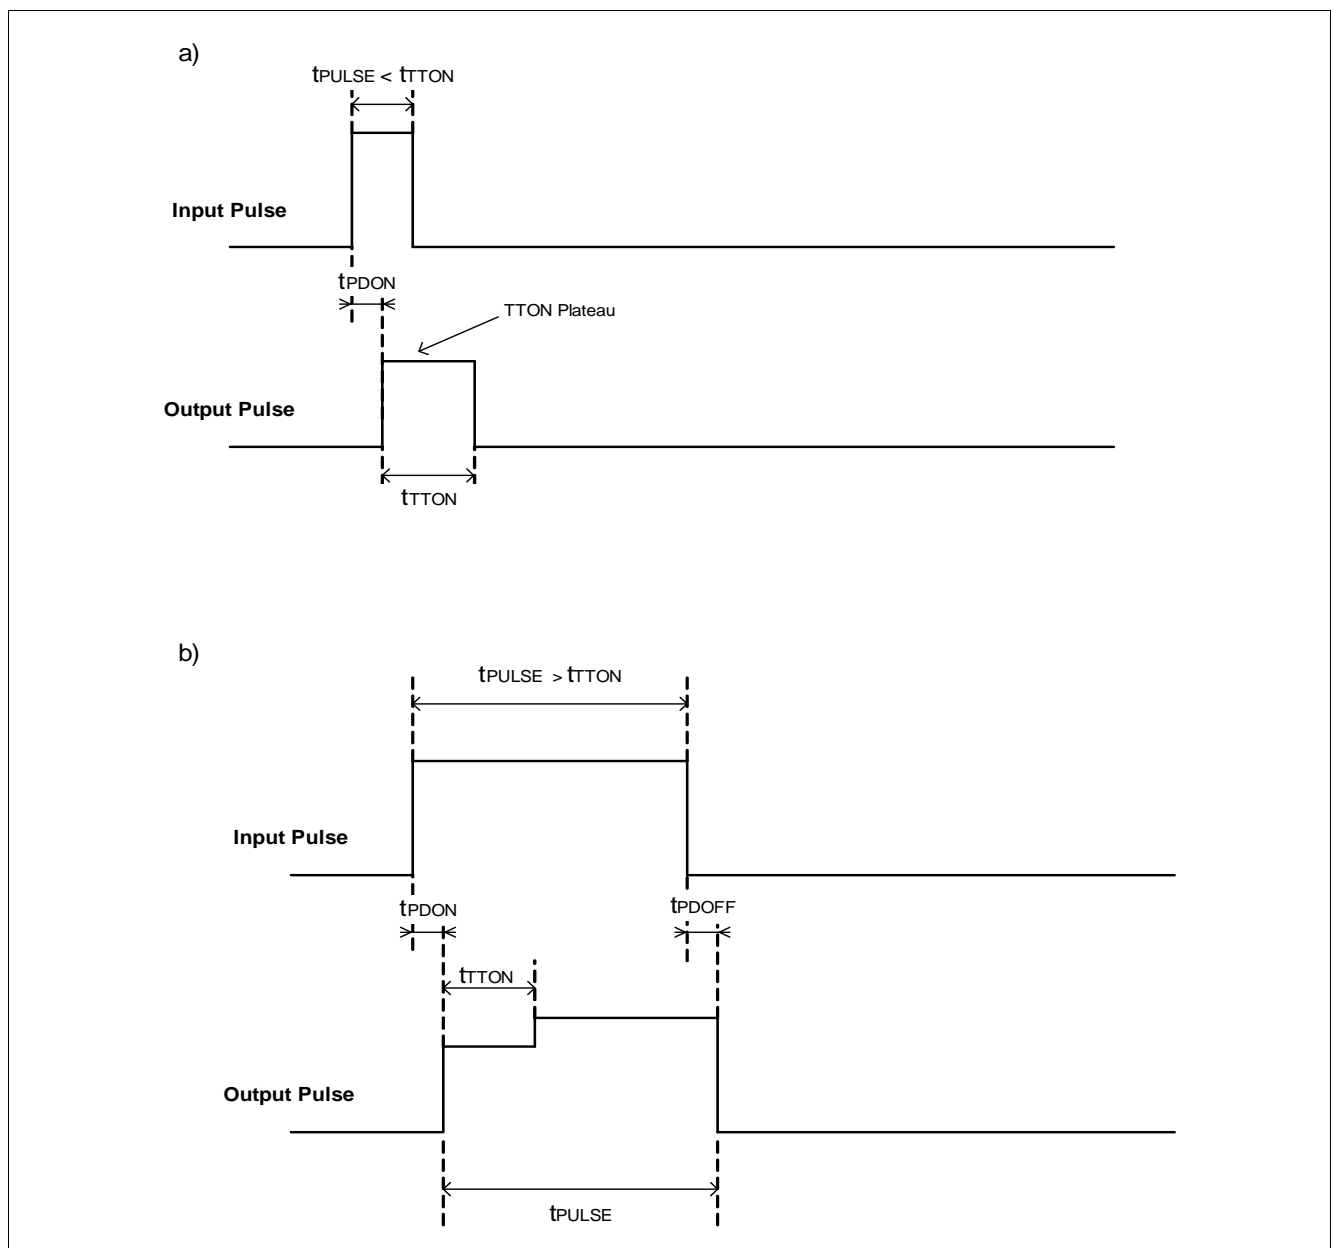 a)
tPULSE < tTTON
Input Pulse
tPDON
TTON Plateau
Output Pulse
tTTON
b)
tPULSE > tTTON
Input Pulse
tPDON
tPDOFF
tTTON
Output Pulse
tPULSE